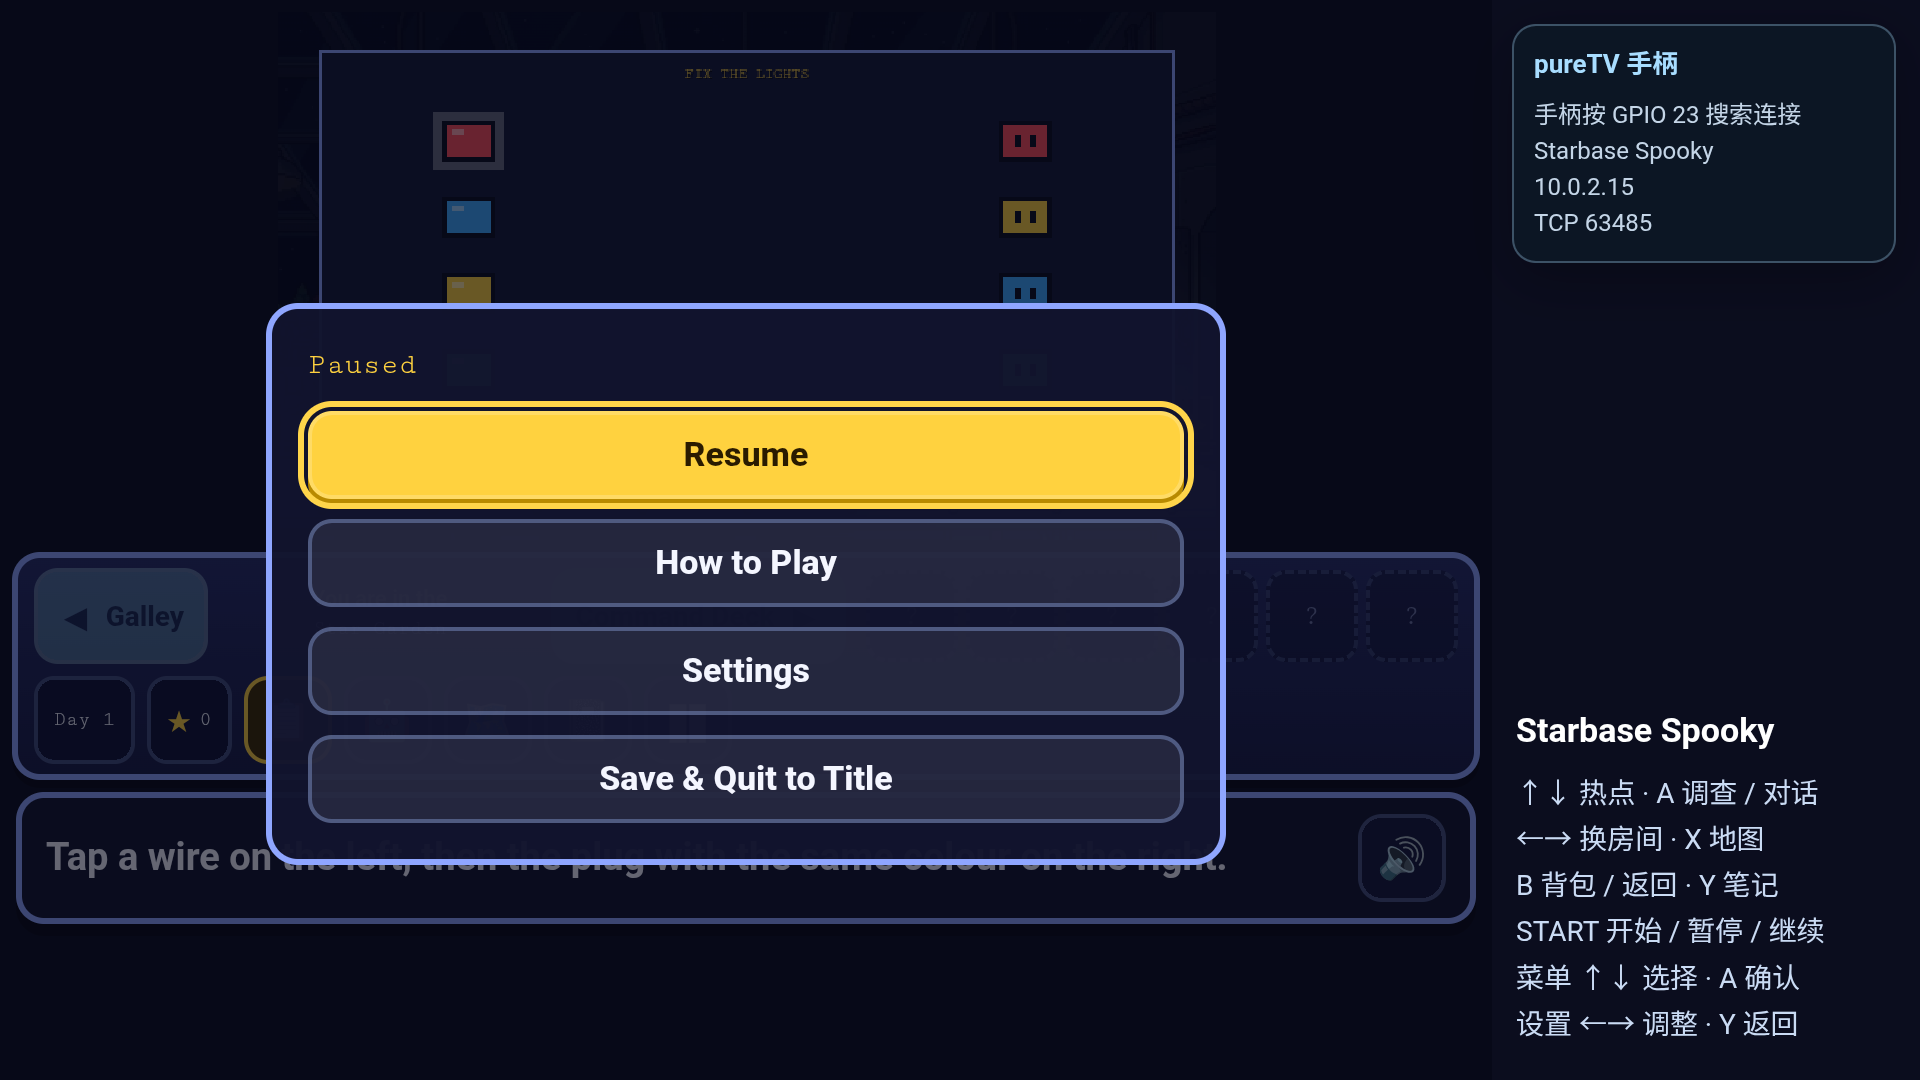 FIX THE LIGHTS
Paused
Resume
How to Play
Settings
Save & Quit to Title
◀ Galley
? ?
Day 1
★ 0
Tap a wire on the left, then the plug with the same colour on the right.
pureTV 手柄
手柄按 GPIO 23 搜索连接
Starbase Spooky
10.0.2.15
TCP 63485
Starbase Spooky
↑↓ 热点 · A 调查 / 对话
←→ 换房间 · X 地图
B 背包 / 返回 · Y 笔记
START 开始 / 暂停 / 继续
菜单 ↑↓ 选择 · A 确认
设置 ←→ 调整 · Y 返回